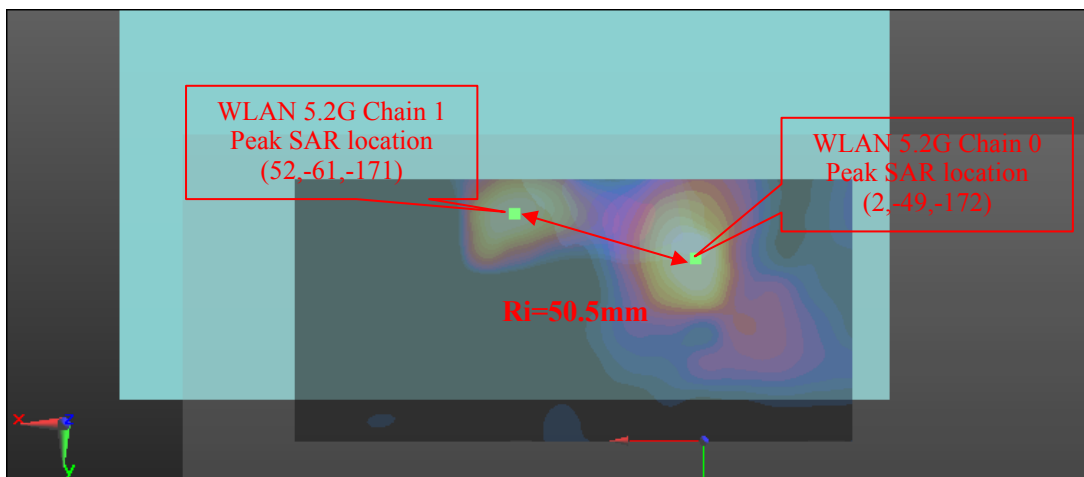 WLAN 5.2G Chain 1
Peak SAR location
(52,-61,-171)
WLAN 5.2G Chain 0
Peak SAR location
(2,-49,-172)
Ri=50.5mm
x
z
y